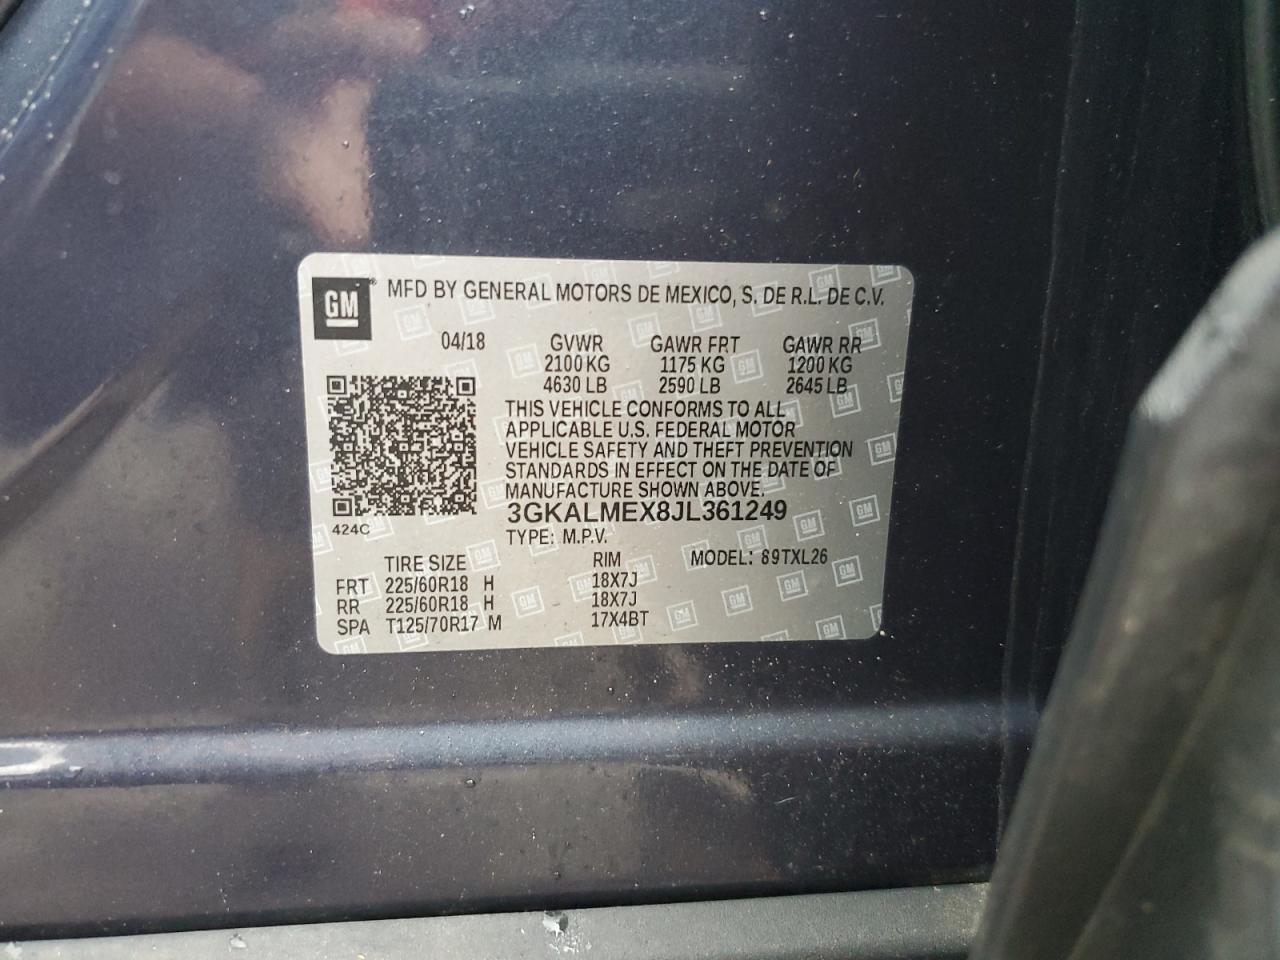 GM ® MFD BY GENERAL MOTORS DE MEXICO, S. DE R.L. DE C.V.
04/18 GVWR GAWR FRT GAWR RR
2100 KG 1175 KG 1200 KG
4630 LB 2590 LB 2645 LB
THIS VEHICLE CONFORMS TO ALL
APPLICABLE U.S. FEDERAL MOTOR
VEHICLE SAFETY AND THEFT PREVENTION
STANDARDS IN EFFECT ON THE DATE OF
MANUFACTURE SHOWN ABOVE.
3GKALMEX8JL361249
424C
TYPE: M.P.V.
TIRE SIZE RIM MODEL: 89TXL26
FRT 225/60R18 H 18X7J
RR 225/60R18 H 18X7J
SPA T125/70R17 M 17X4BT